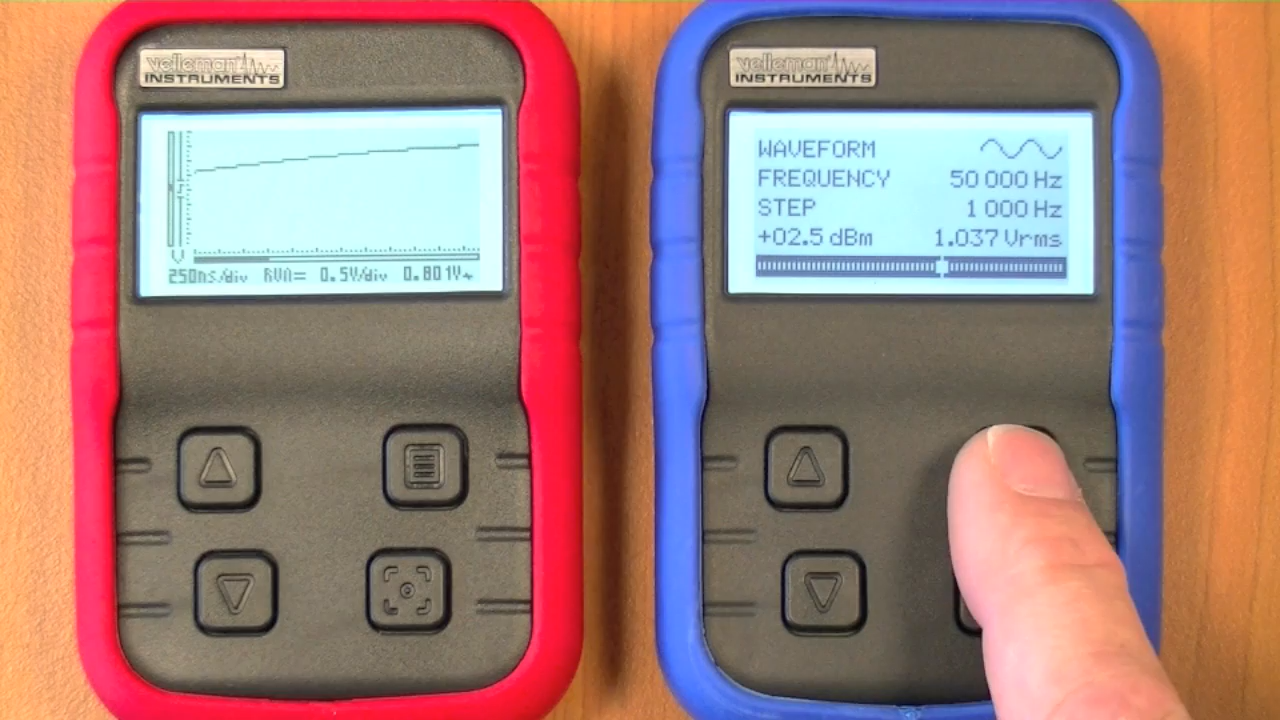 velleman
INSTRUMENTS
250ns/div RUN= 0.5V/div 0.801V~
velleman
INSTRUMENTS
WAVEFORM
FREQUENCY 50 000 Hz
STEP 1 000 Hz
+02.5 dBm 1.037 Vrms